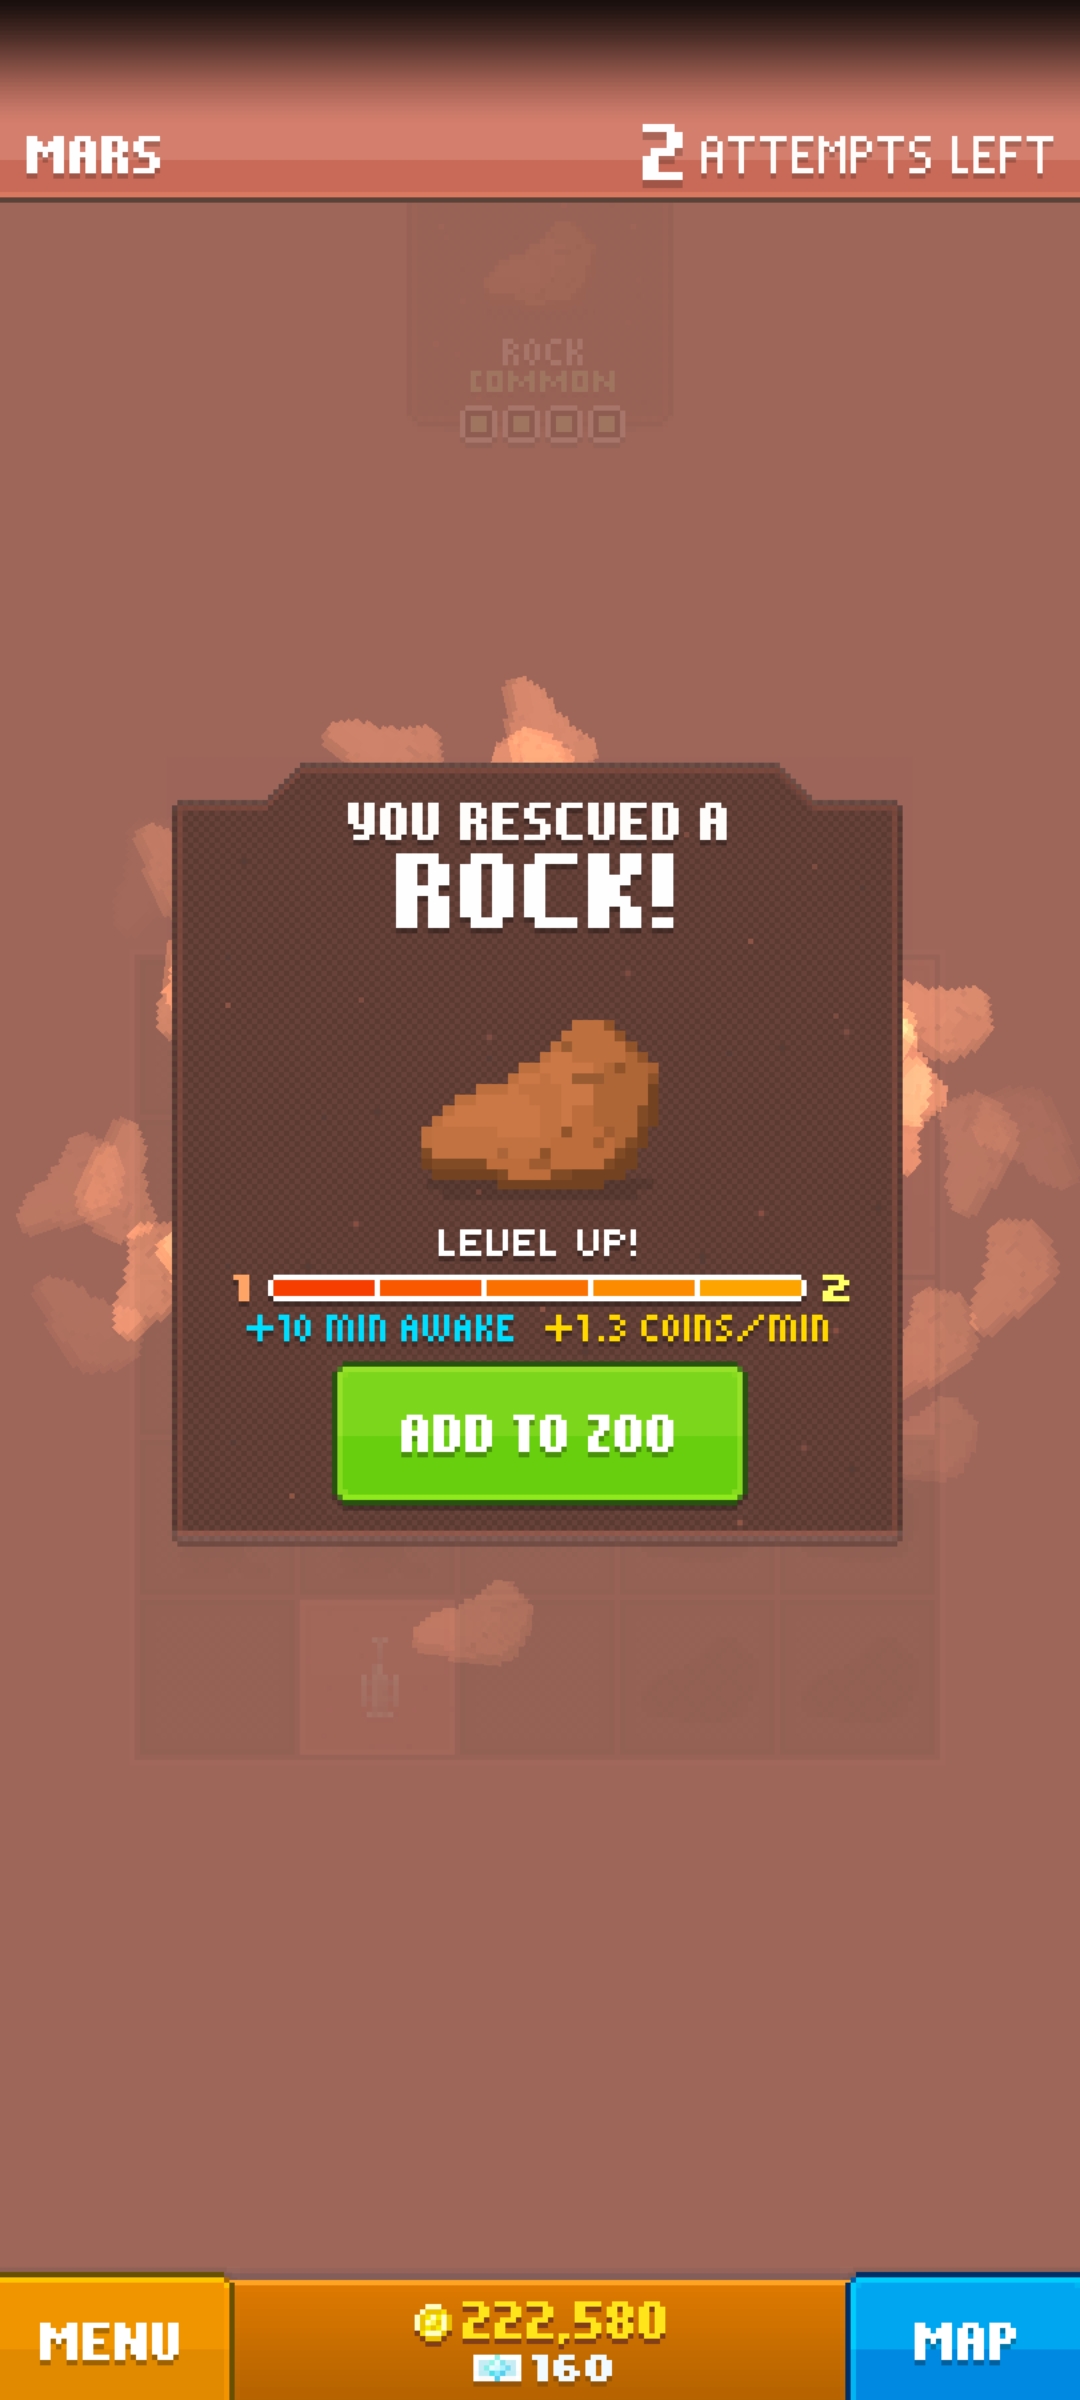 MARS
2 ATTEMPTS LEFT
ROCK
COMMON
YOU RESCUED A
ROCK!
LEVEL UP!
1 2
+10 MIN AWAKE +1.3 COINS/MIN
ADD TO ZOO
MENU
222,580
160
MAP